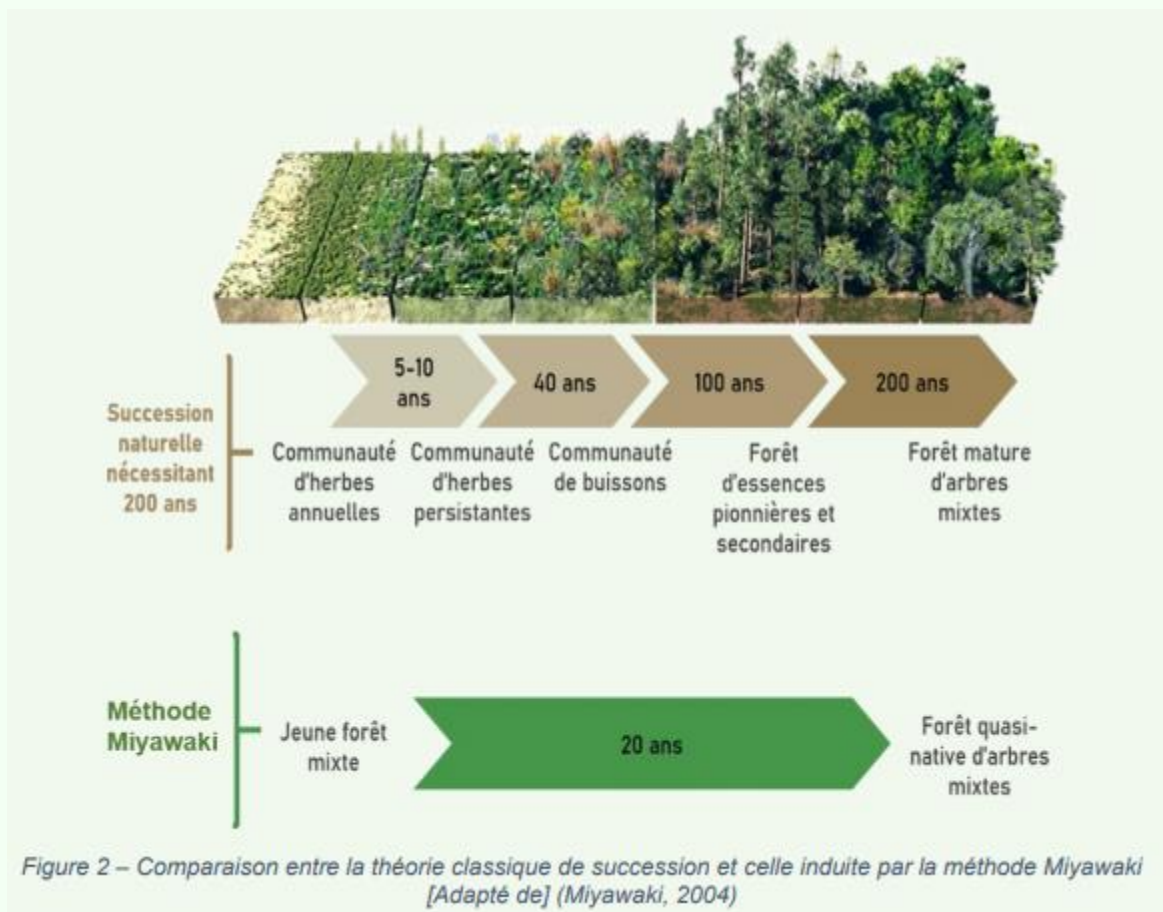 5-10
ans
40 ans
100 ans
200 ans
Succession
naturelle
nécessitant
200 ans
Communauté
d'herbes
annuelles
Communauté
d'herbes
persistantes
Communauté
de buissons
Forêt
d'essences
pionnières et
secondaires
Forêt mature
d'arbres
mixtes
Méthode
Miyawaki
Jeune forêt
mixte
20 ans
Forêt quasi-
native d'arbres
mixtes
Figure 2 – Comparaison entre la théorie classique de succession et celle induite par la méthode Miyawaki
[Adapté de] (Miyawaki, 2004)